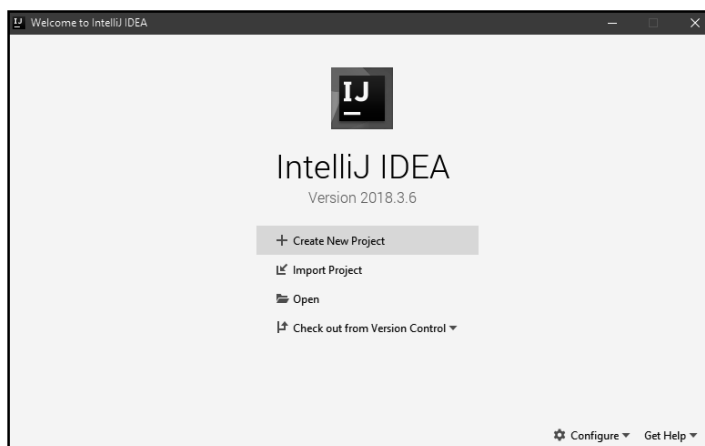 IJ Welcome to IntelliJ IDEA
IJ
IntelliJ IDEA
Version 2018.3.6
Create New Project
Import Project
Open
Check out from Version Control
Configure Get Help